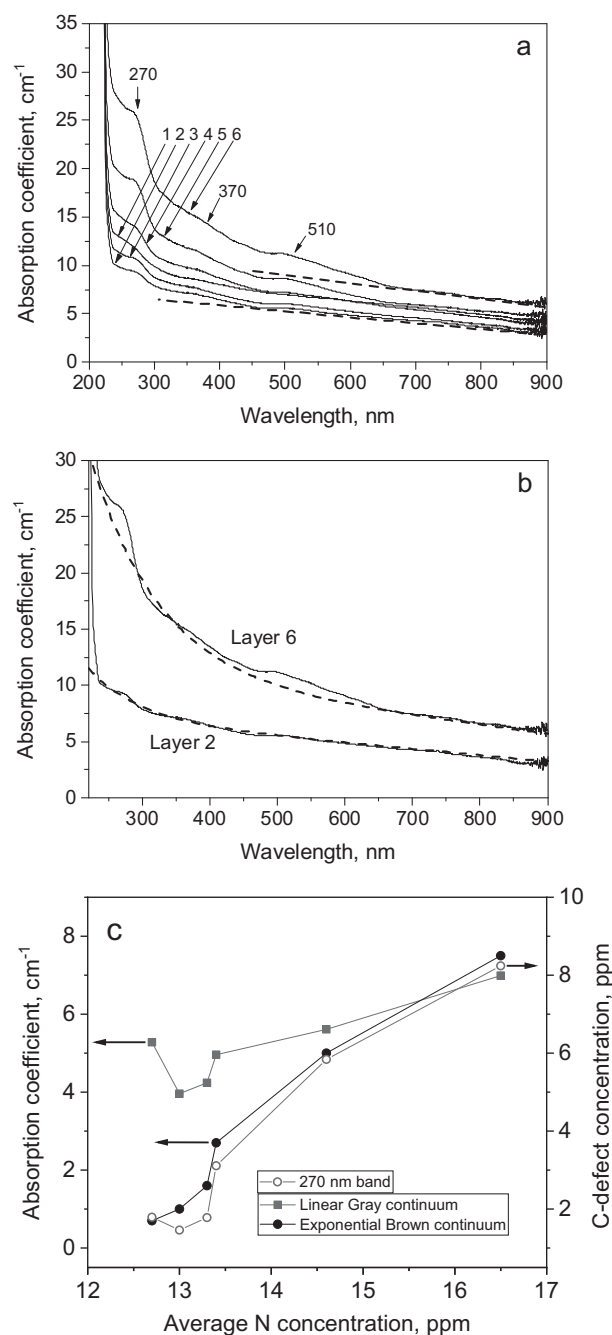 a
35
30
25
20
15
10
5
0
270
1 2 3 4 5 6
370
510
200 300 400 500 600 700 800 900
Absorption coefficient, cm⁻¹
Wavelength, nm
b
30
25
20
15
10
5
0
Layer 6
Layer 2
300 400 500 600 700 800 900
Absorption coefficient, cm⁻¹
Wavelength, nm
c
8
6
4
2
0
10
8
6
4
2
270 nm band
Linear Gray continuum
Exponential Brown continuum
12 13 14 15 16 17
Absorption coefficient, cm⁻¹
C-defect concentration, ppm
Average N concentration, ppm